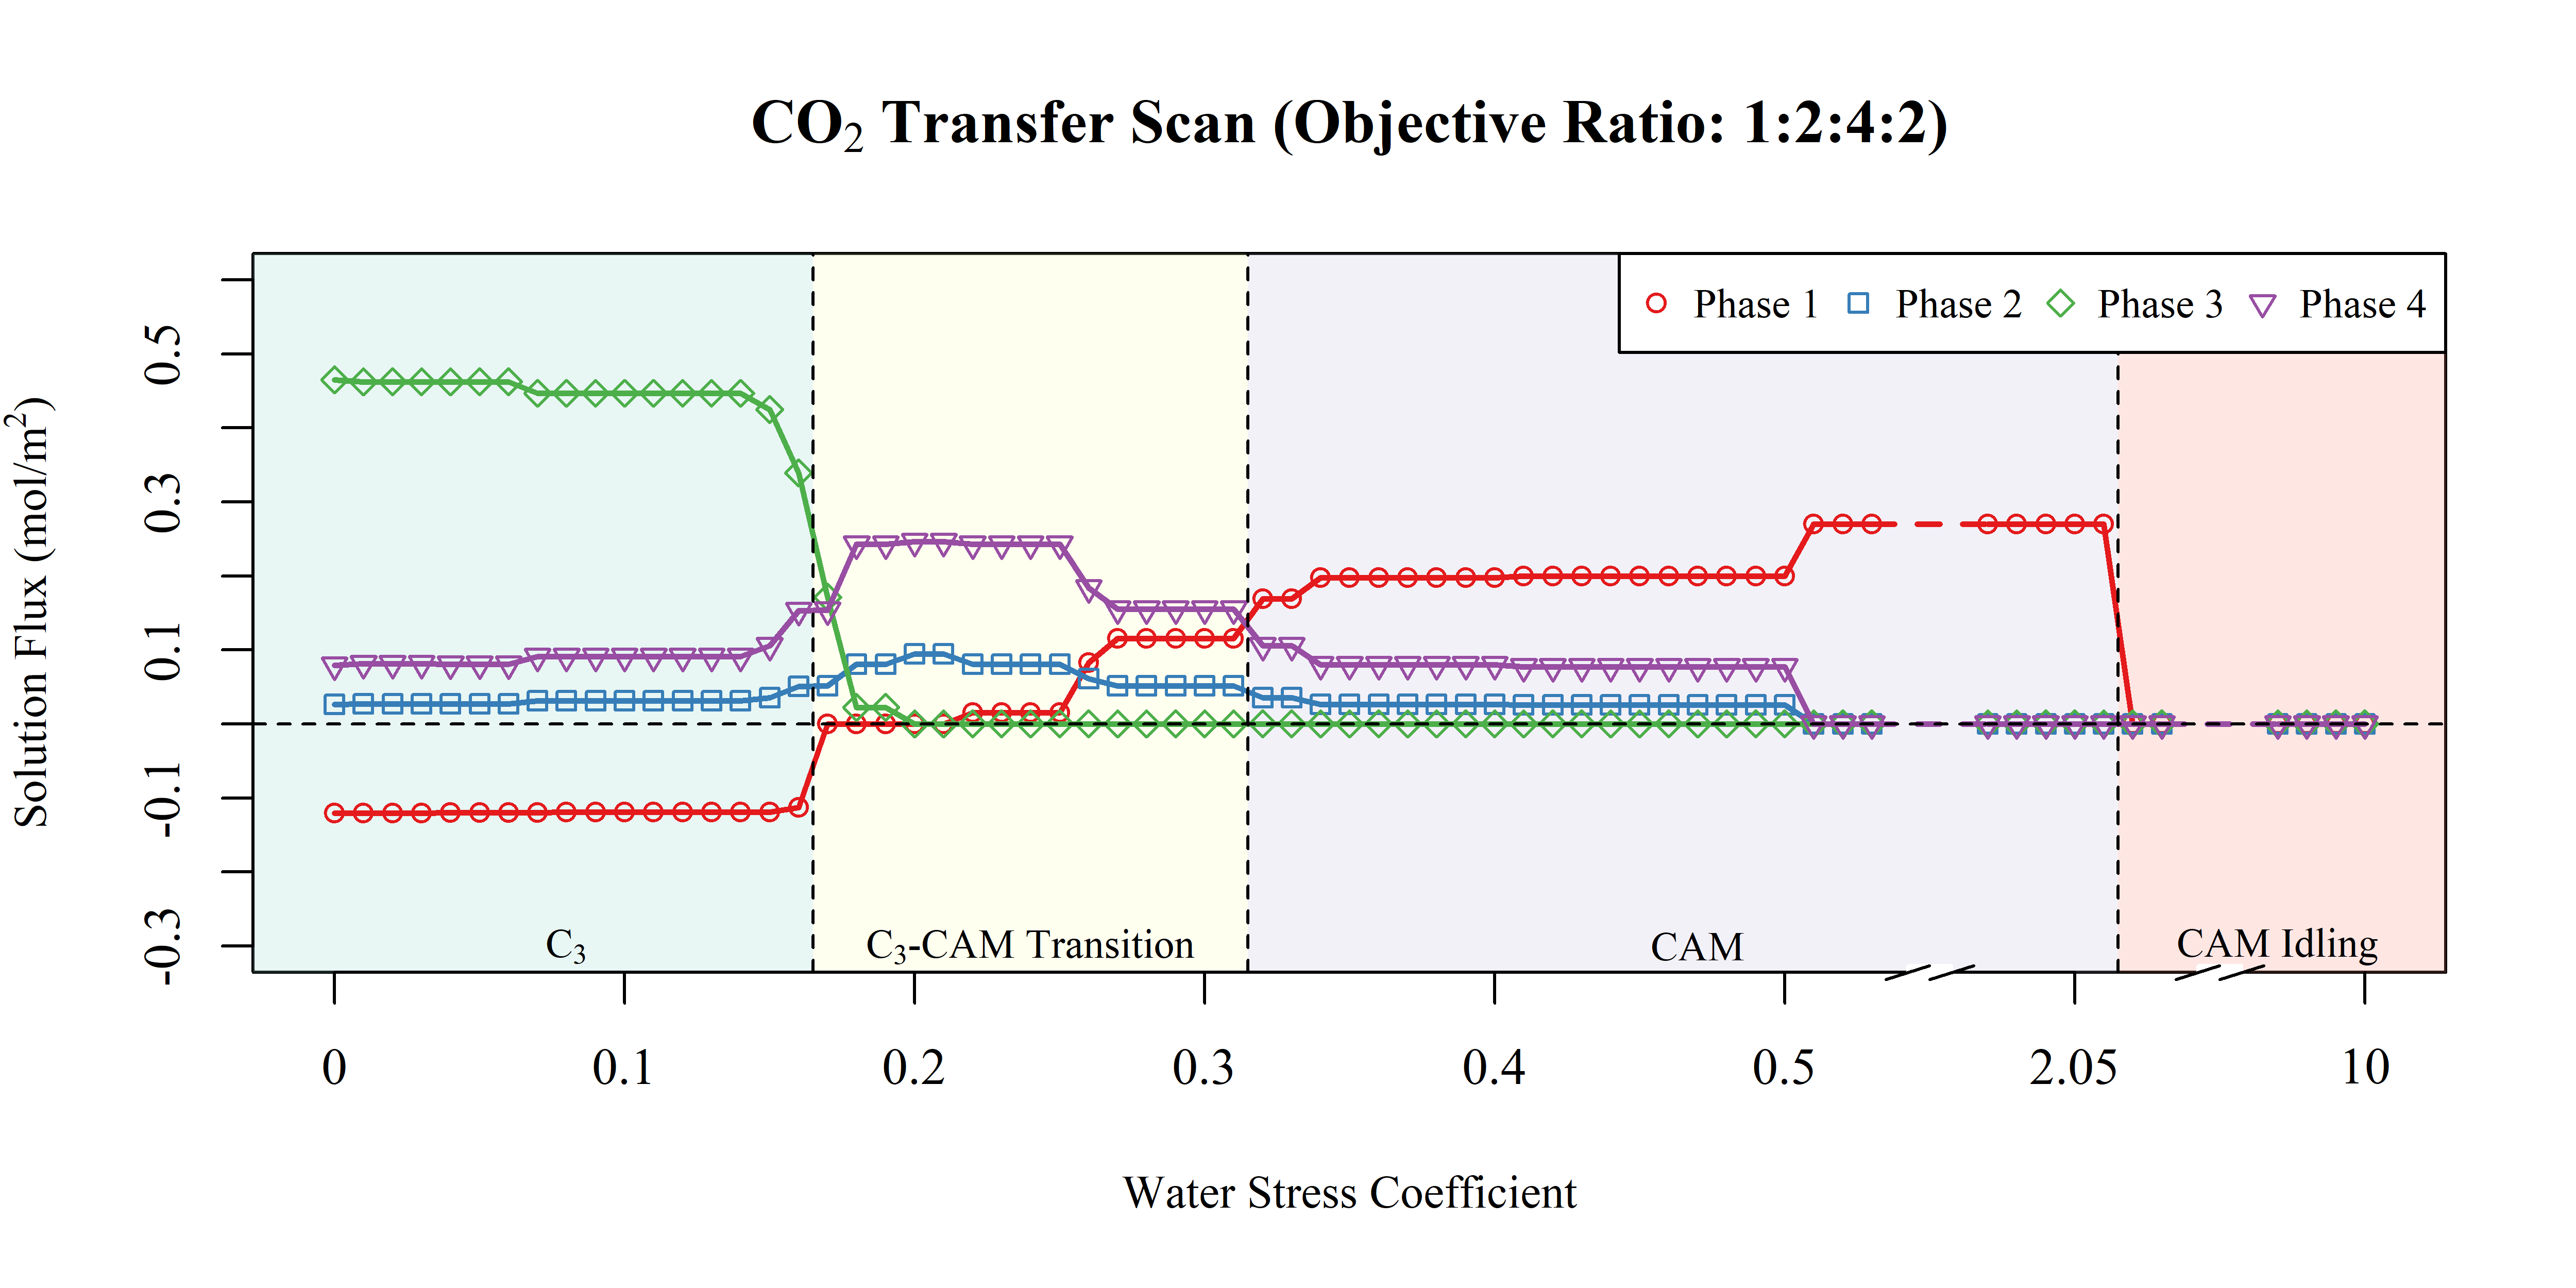 CO₂ Transfer Scan (Objective Ratio: 1:2:4:2)
Phase 1 Phase 2 Phase 3 Phase 4
Solution Flux (mol/m²)
0.5
0.3
0.1
-0.1
-0.3
C₃ C₃-CAM Transition CAM CAM Idling
0 0.1 0.2 0.3 0.4 0.5 2.05 10
Water Stress Coefficient